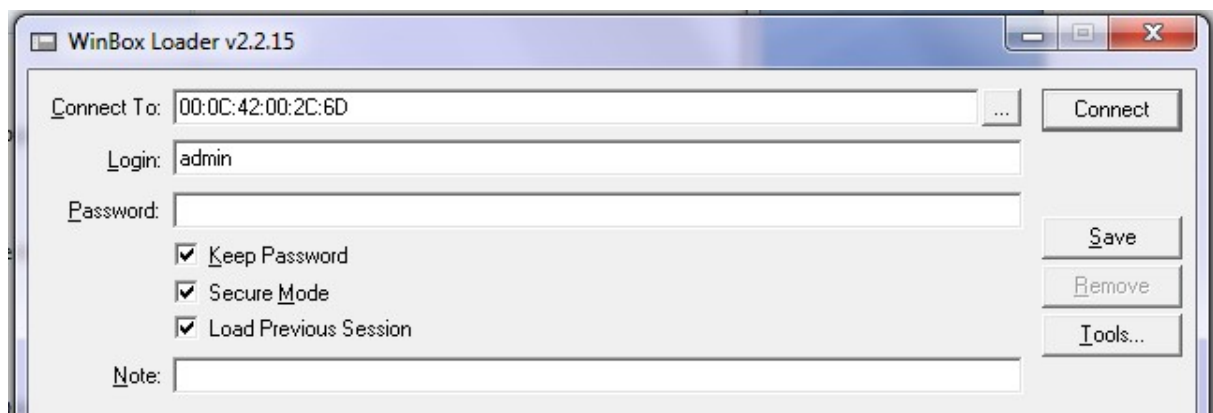 WinBox Loader v2.2.15
Connect To: 00:0C:42:00:2C:6D ... Connect
Login: admin
Password:
Keep Password
Save
Secure Mode
Remove
Load Previous Session
Tools...
Note: